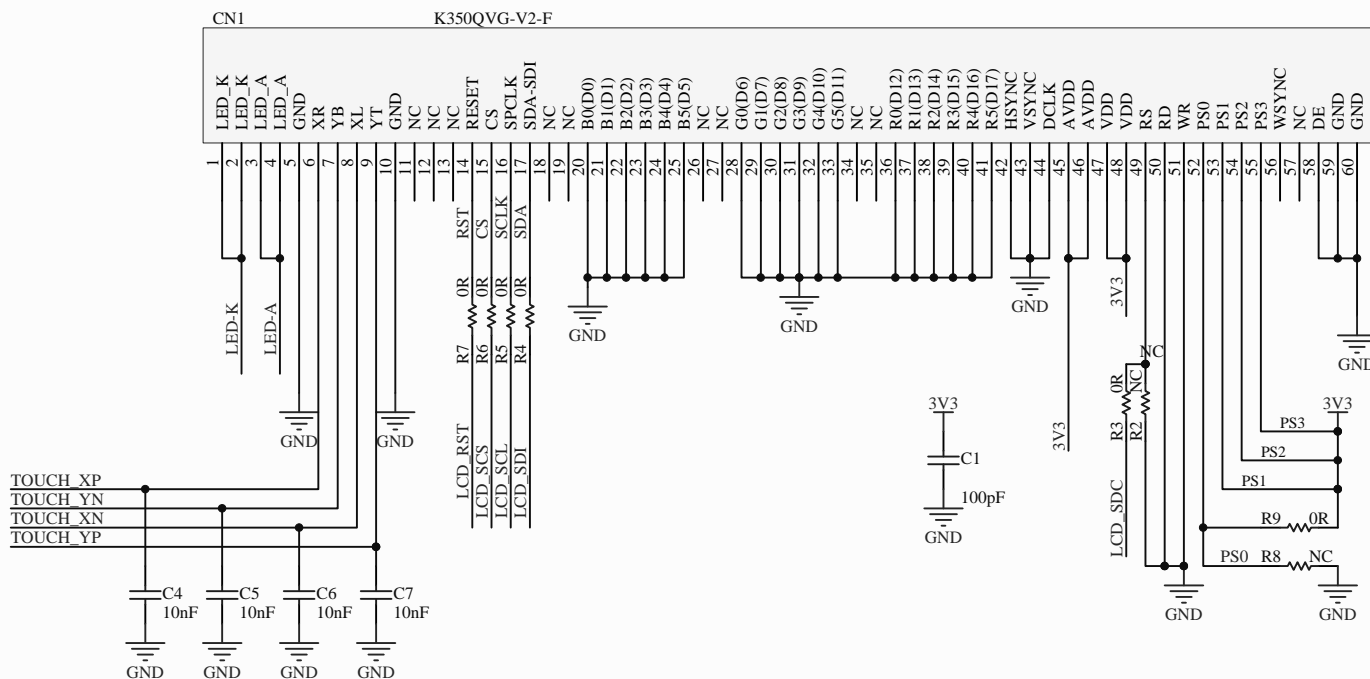 CN1 K350QVG-V2-F
LED_K LED_K LED_A LED_A GND XR YB XL YT GND NC NC NC RESET CS SPCLK SDA-SDI NC NC B0(D0) B1(D1) B2(D2) B3(D3) B4(D4) B5(D5) NC NC G0(D6) G1(D7) G2(D8) G3(D9) G4(D10) G5(D11) NC NC R0(D12) R1(D13) R2(D14) R3(D15) R4(D16) R5(D17) HSYNC VSYNC DCLK AVDD AVDD VDD VDD RS RD WR PS0 PS1 PS2 PS3 WSYNC NC DE GND GND
1 2 3 4 5 6 7 8 9 10 11 12 13 14 15 16 17 18 19 20 21 22 23 24 25 26 27 28 29 30 31 32 33 34 35 36 37 38 39 40 41 42 43 44 45 46 47 48 49 50 51 52 53 54 55 56 57 58 59 60
RST CS SCLK SDA
0R 0R 0R 0R
R7 R6 R5 R4
LCD_RST LCD_SCS LCD_SCL LCD_SDI
LED-K LED-A
GND GND
GND GND GND
3V3 3V3
NC
0R NC
R3 R2
LCD_SDC
GND
3V3
PS3
PS2
PS1
R9 0R
PS0 R8 NC
GND GND
3V3
C1
100pF
GND
TOUCH_XP
TOUCH_YN
TOUCH_XN
TOUCH_YP
C4 C5 C6 C7
10nF 10nF 10nF 10nF
GND GND GND GND